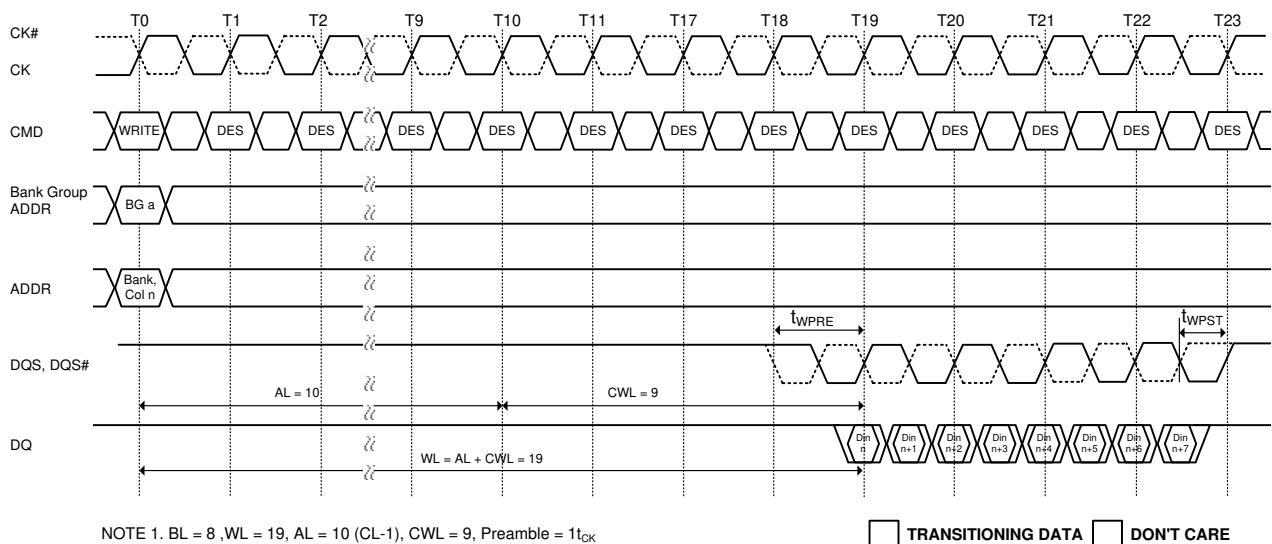 T0 T1 T2 T9 T10 T11 T17 T18 T19 T20 T21 T22 T23
CK#
CK
CMD WRITE DES DES DES DES DES DES DES DES DES DES DES DES
Bank Group
ADDR
BG a
ADDR
Bank,
Col n
tWPRE tWPST
DQS, DQS#
AL = 10 CWL = 9
DQ
Din Din Din Din Din Din Din Din
n n+1 n+2 n+3 n+4 n+5 n+6 n+7
WL = AL + CWL = 19
NOTE 1. BL = 8 ,WL = 19, AL = 10 (CL-1), CWL = 9, Preamble = 1tCK
TRANSITIONING DATA DON'T CARE